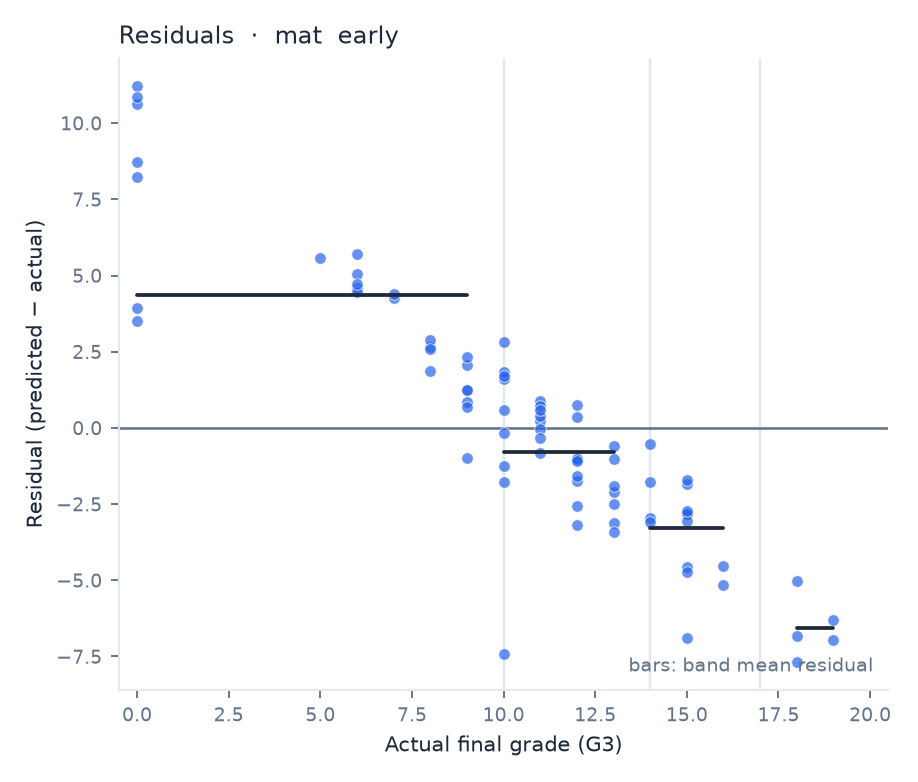 Residuals · mat early
10.0
7.5
5.0
2.5
0.0
−2.5
−5.0
−7.5
Residual (predicted − actual)
bars: band mean residual
0.0 2.5 5.0 7.5 10.0 12.5 15.0 17.5 20.0
Actual final grade (G3)